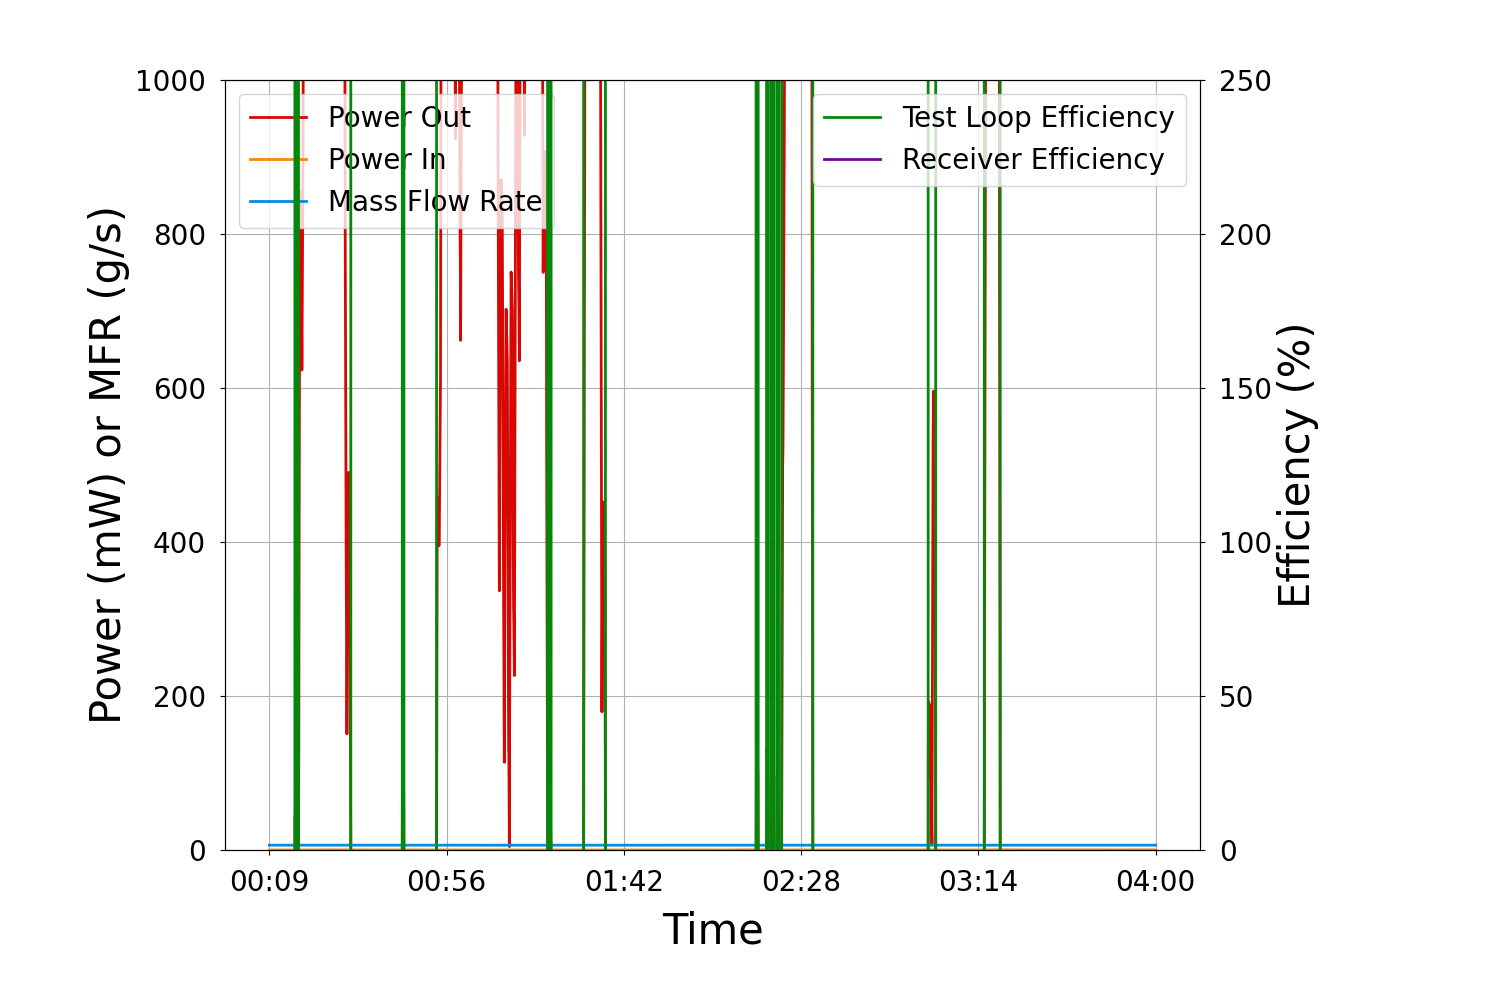 Power Out
Power In
Mass Flow Rate
Test Loop Efficiency
Receiver Efficiency
1000
800
600
400
200
0
Power (mW) or MFR (g/s)
250
200
150
100
50
0
Efficiency (%)
00:09 00:56 01:42 02:28 03:14 04:00
Time